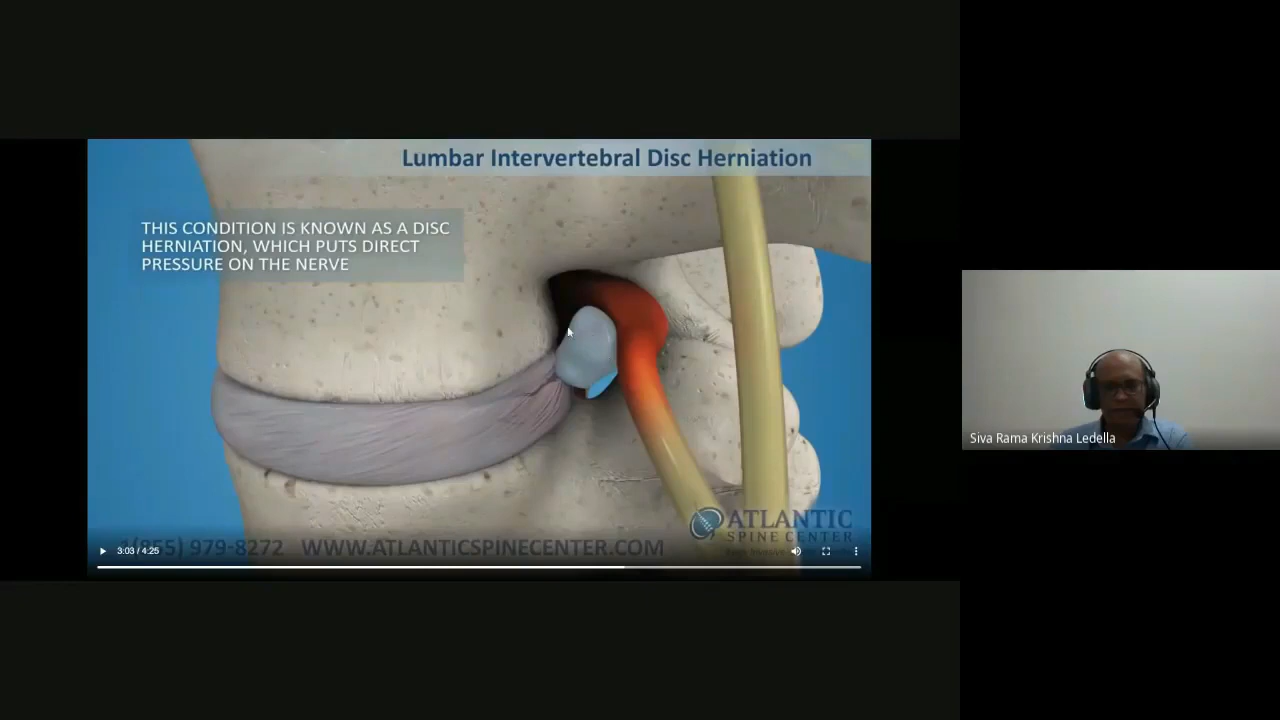 Lumbar Intervertebral Disc Herniation
THIS CONDITION IS KNOWN AS A DISC
HERNIATION, WHICH PUTS DIRECT
PRESSURE ON THE NERVE
ATLANTIC
SPINE CENTER
1(855) 979-8272 WWW.ATLANTICSPINECENTER.COM
3:03 / 4:25
Siva Rama Krishna Ledella